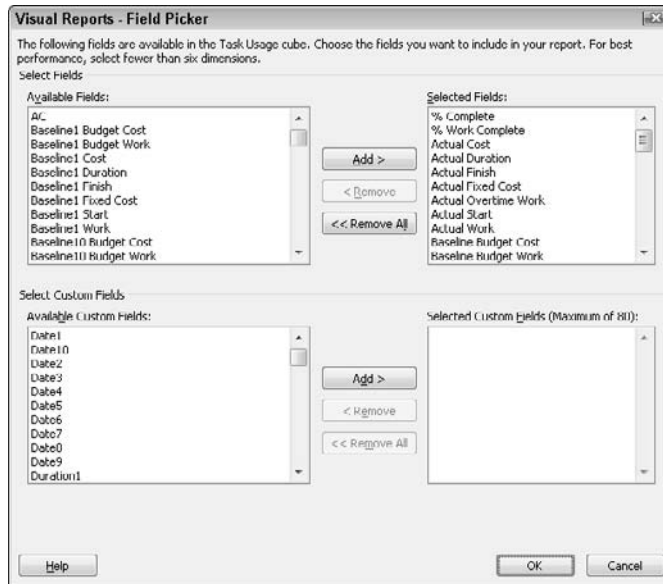 Visual Reports - Field Picker
The following fields are available in the Task Usage cube. Choose the fields you want to include in your report. For best
performance, select fewer than six dimensions.
Select Fields
Available Fields:
AC
Baseline1 Budget Cost
Baseline1 Budget Work
Baseline1 Cost
Baseline1 Duration
Baseline1 Finish
Baseline1 Fixed Cost
Baseline1 Start
Baseline1 Work
Baseline10 Budget Cost
Baseline10 Budget Work
Add >
< Remove
<< Remove All
Selected Fields:
% Complete
% Work Complete
Actual Cost
Actual Duration
Actual Finish
Actual Fixed Cost
Actual Overtime Work
Actual Start
Actual Work
Baseline Budget Cost
Baseline Budget Work
Select Custom Fields
Available Custom Fields:
Date1
Date10
Date2
Date3
Date4
Date5
Date6
Date7
Date8
Date9
Duration1
Add >
< Remove
<< Remove All
Selected Custom Fields (Maximum of 80):
Help
OK
Cancel